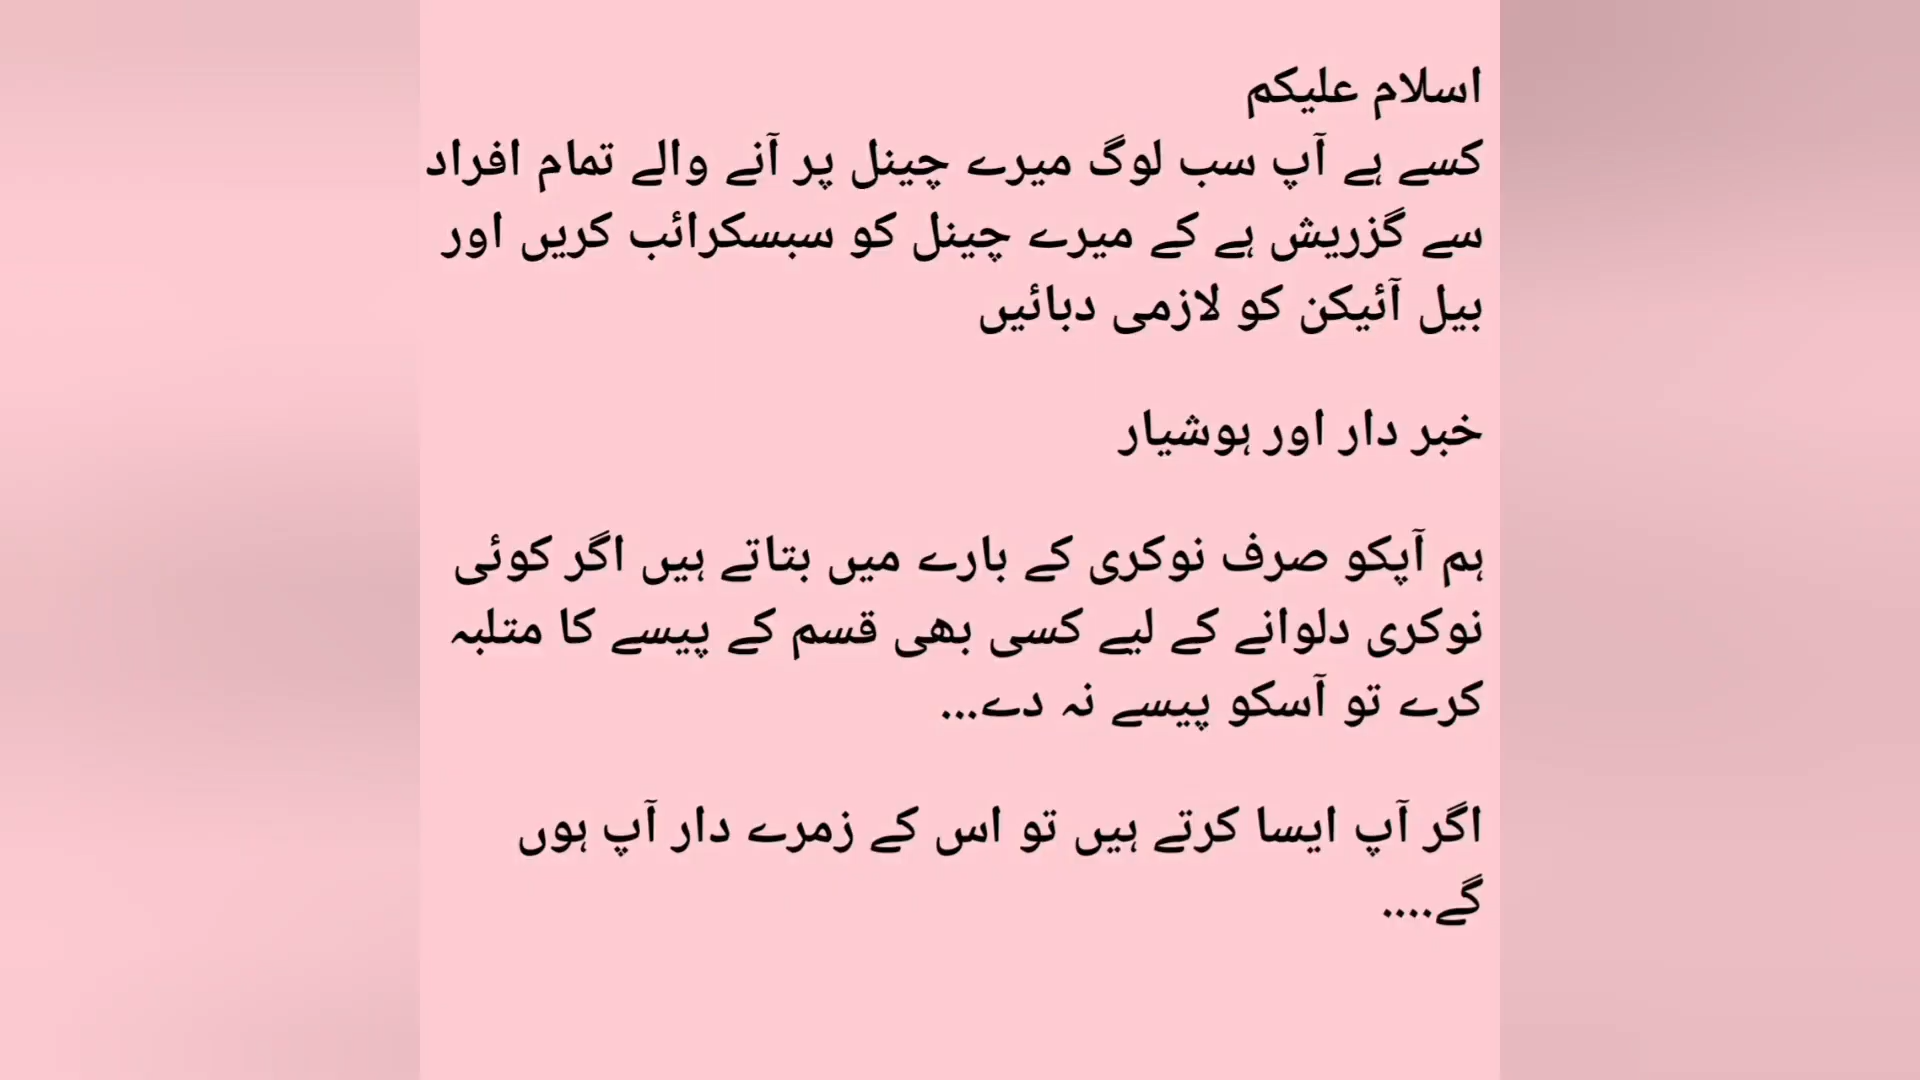 اسلام علیکم
کسے ہے آپ سب لوگ میرے چینل پر آنے والے تمام افراد
سے گزریش ہے کے میرے چینل کو سبسکرائب کریں اور
بیل آئیکن کو لازمی دبائیں
خبر دار اور ہوشیار
ہم آپکو صرف نوکری کے بارے میں بتاتے ہیں اگر کوئی
نوکری دلوانے کے لیے کسی بھی قسم کے پیسے کا متلبہ
کرے تو آسکو پیسے نہ دے...
اگر آپ ایسا کرتے ہیں تو اس کے زمرے دار آپ ہوں
گے....